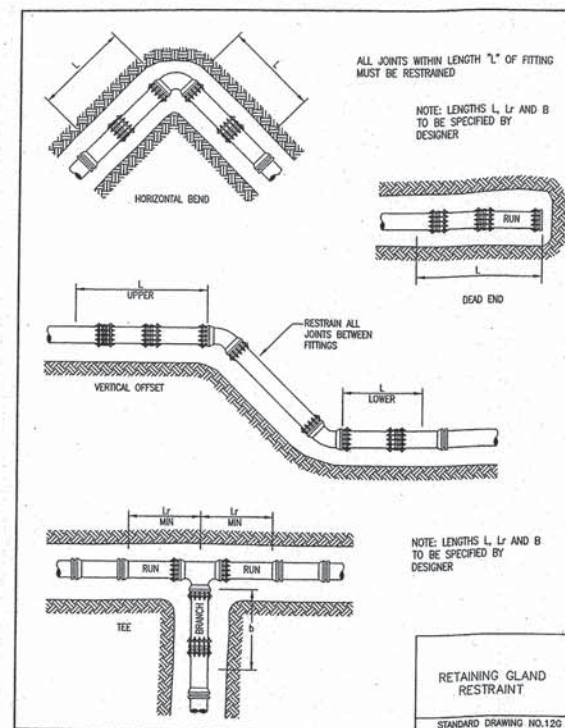 L
L
ALL JOINTS WITHIN LENGTH "L" OF FITTING
MUST BE RESTRAINED
NOTE: LENGTHS L, Lr AND B
TO BE SPECIFIED BY
DESIGNER
HORIZONTAL BEND
RUN
L
DEAD END
L
UPPER
RESTRAIN ALL
JOINTS BETWEEN
FITTINGS
L
LOWER
VERTICAL OFFSET
Lr
MIN
Lr
MIN
NOTE: LENGTHS L, Lr AND B
TO BE SPECIFIED BY
DESIGNER
RUN
RUN
BRANCH
b
TEE
RETAINING GLAND
RESTRAINT
STANDARD DRAWING NO.12G